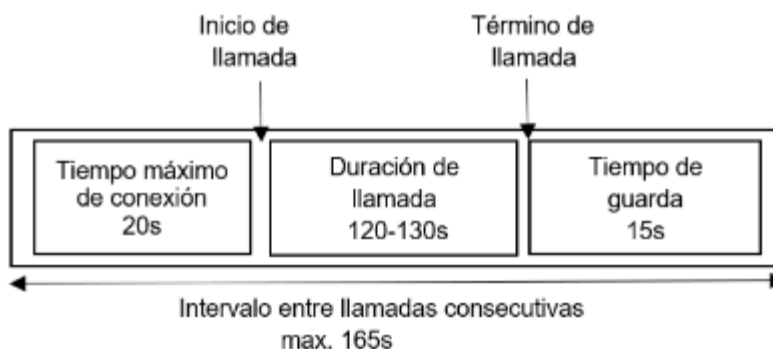 Inicio de
llamada
Término de
llamada
Tiempo máximo
de conexión
20s
Duración de
llamada
120-130s
Tiempo de
guarda
15s
Intervalo entre llamadas consecutivas
max. 165s